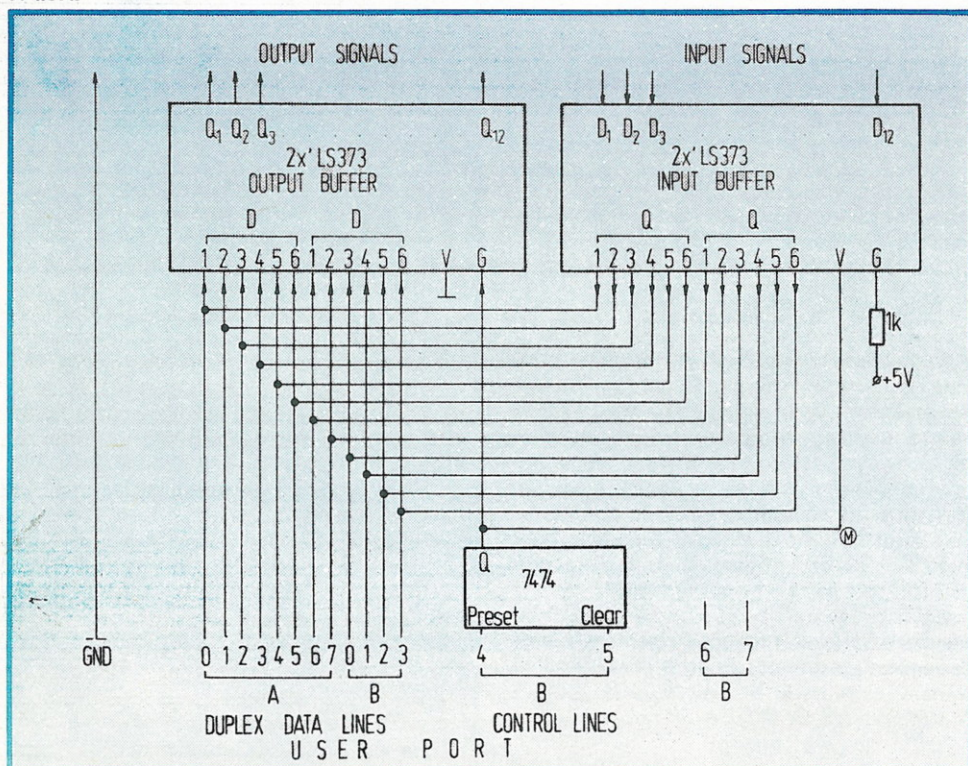 OUTPUT SIGNALS INPUT SIGNALS
Q1 Q2 Q3 Q12 D1 D2 D3 D12
2x'LS373 2x'LS373
OUTPUT BUFFER INPUT BUFFER
D D Q Q
1 2 3 4 5 6 1 2 3 4 5 6 V G 1 2 3 4 5 6 1 2 3 4 5 6 V G
1k
+5V
M
Q
7474
Preset Clear
GND 0 1 2 3 4 5 6 7 0 1 2 3 4 5 6 7
A B B B
DUPLEX DATA LINES CONTROL LINES
USER PORT